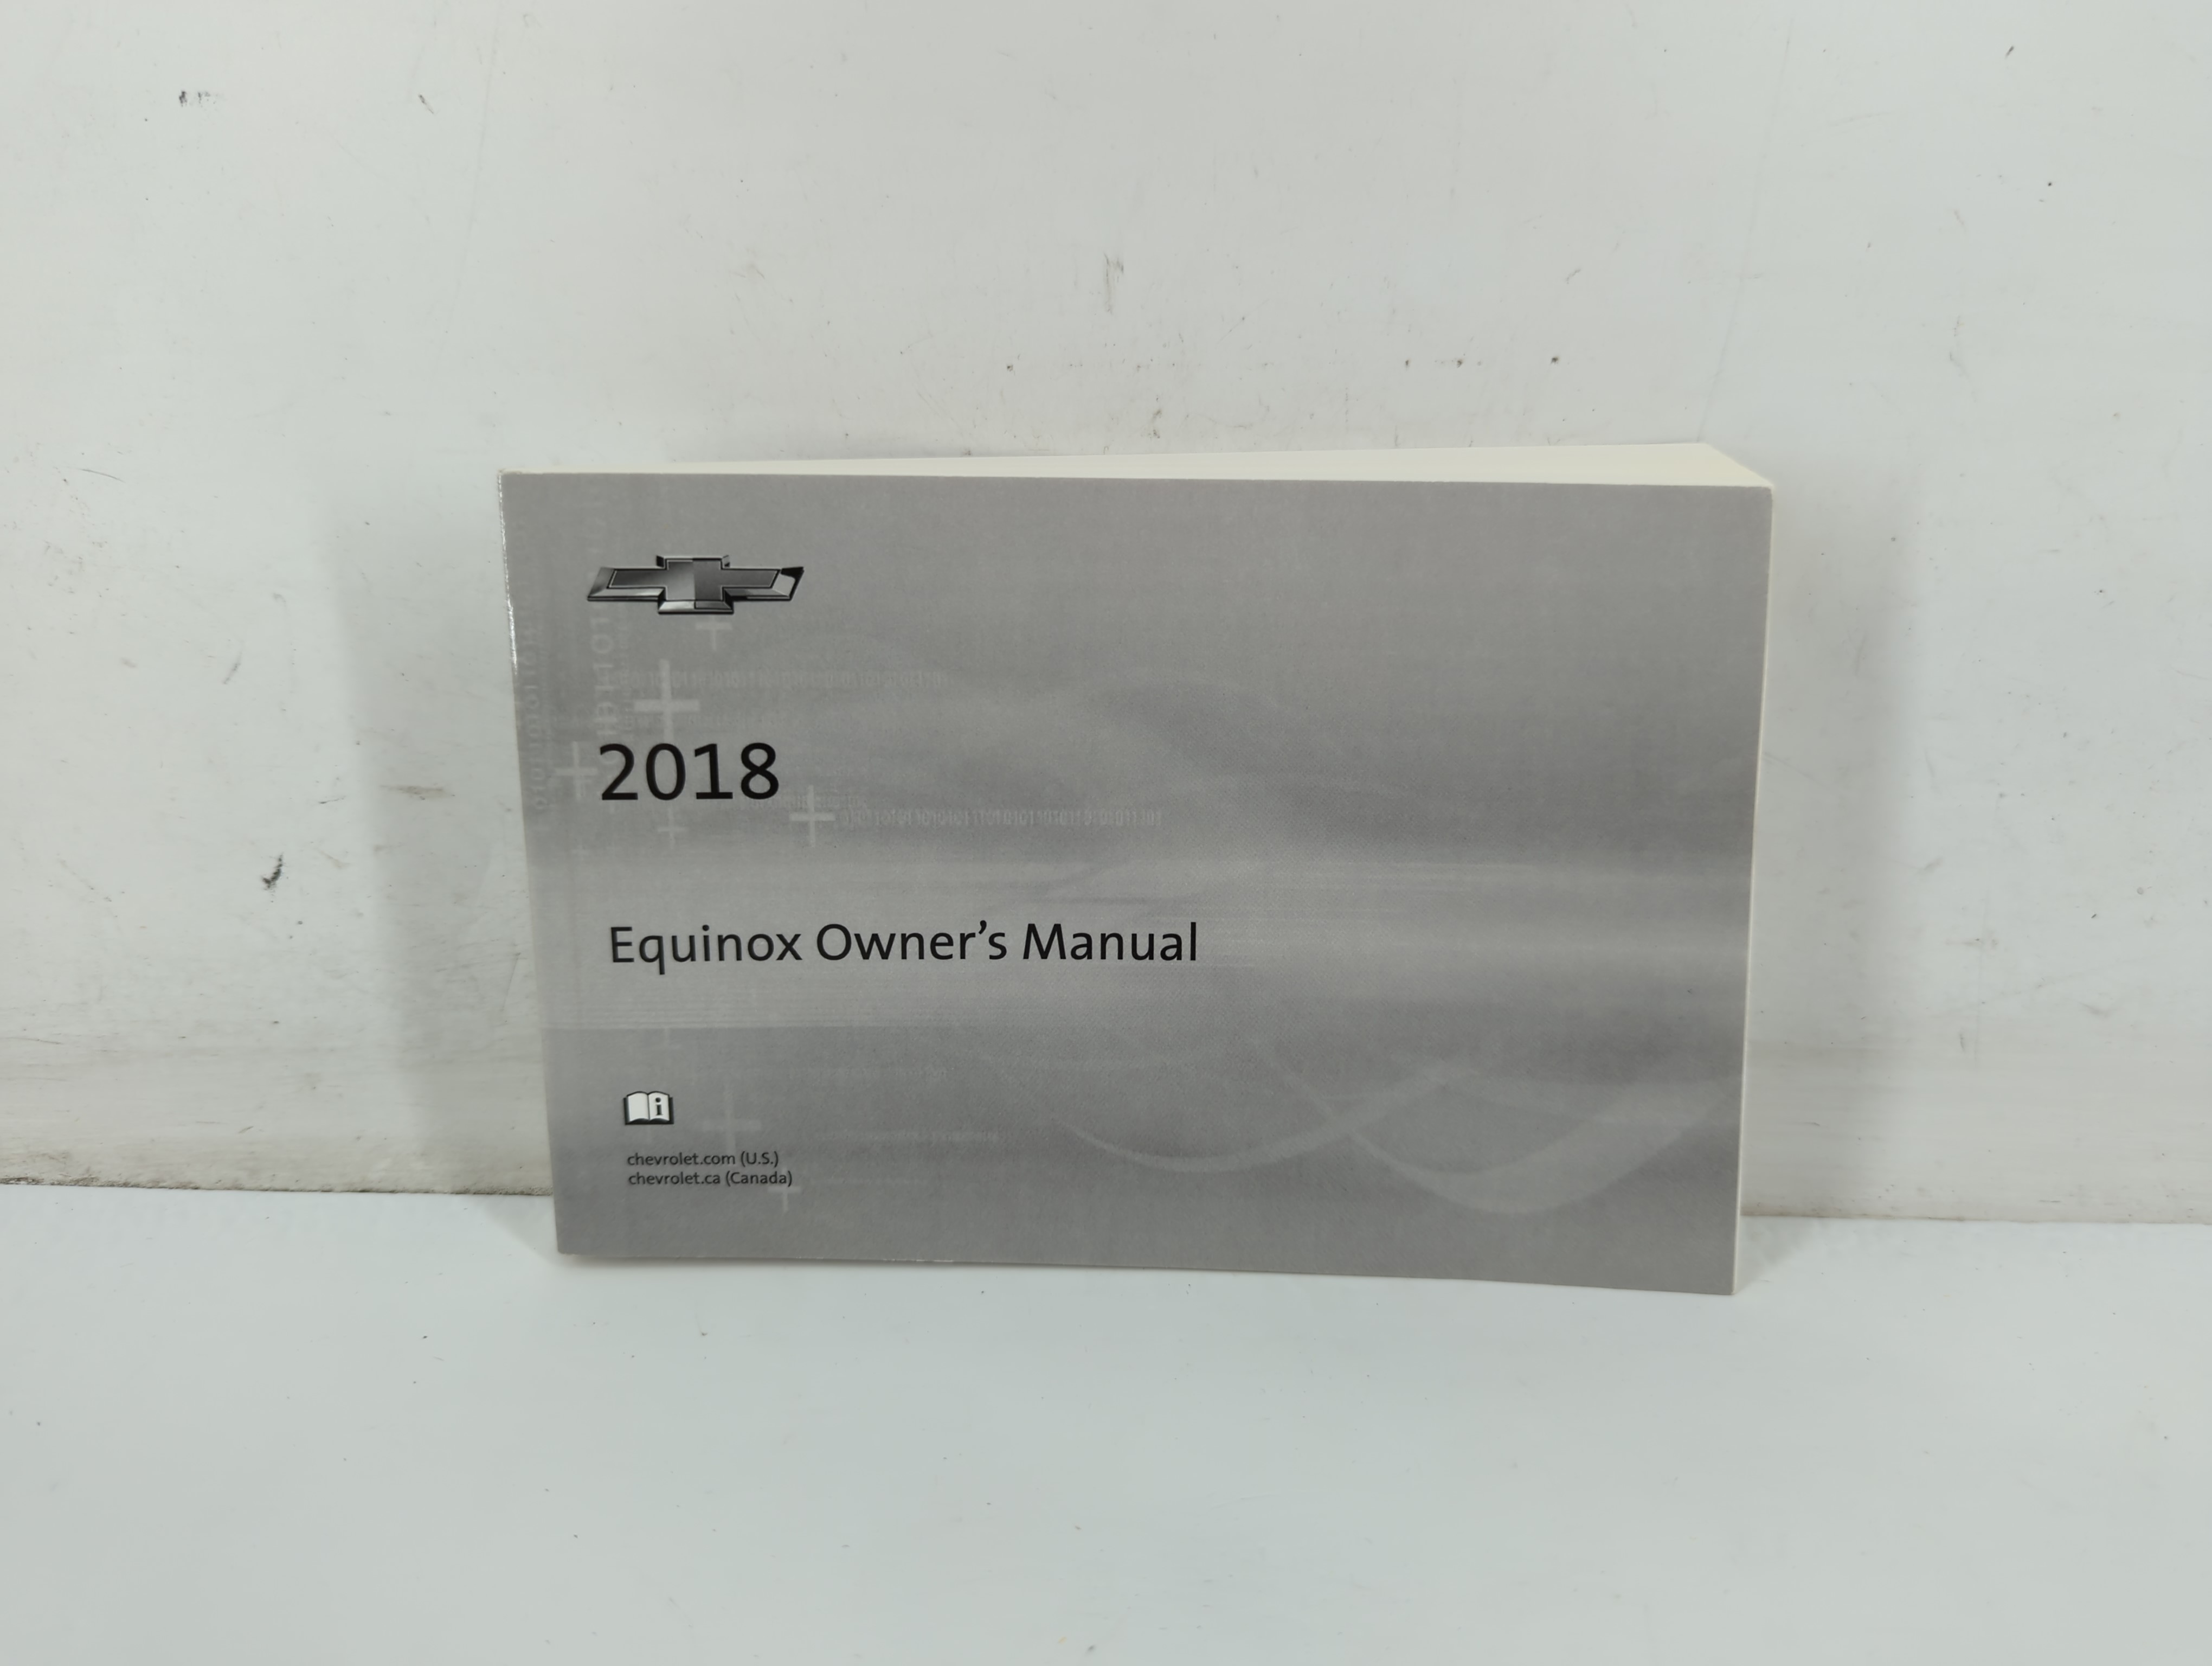 2018
Equinox Owner’s Manual
i
chevrolet.com (U.S.)
chevrolet.ca (Canada)